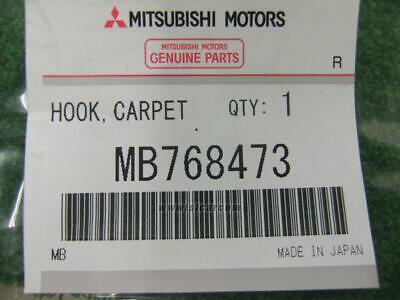 MITSUBISHI MOTORS
MITSUBISHI MOTORS
GENUINE PARTS
R
HOOK, CARPET QTY: 1
MB768473
MB MADE IN JAPAN